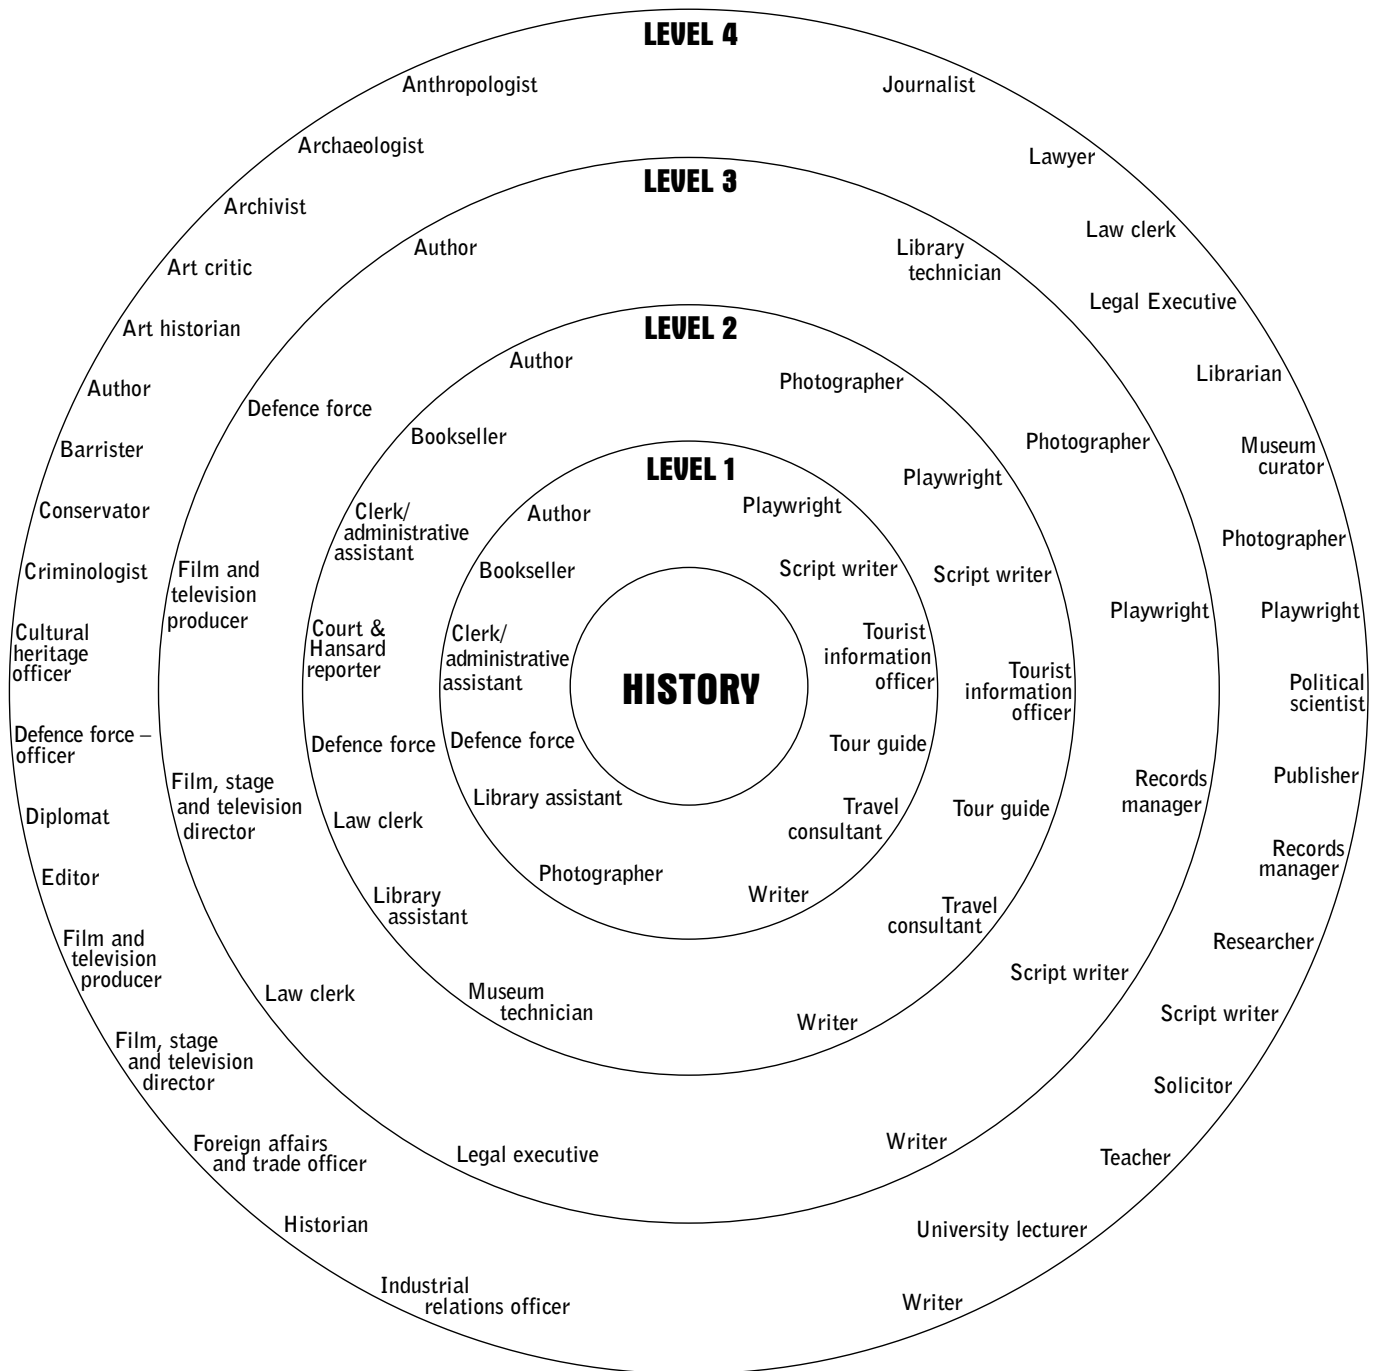 LEVEL 4
Anthropologist
Archaeologist
Archivist
Art critic
Art historian
Author
Barrister
Conservator
Criminologist
Cultural
heritage
officer
Defence force –
officer
Diplomat
Editor
Film and
television
producer
Film, stage
and television
director
Foreign affairs
and trade officer
Historian
Industrial
relations officer
Journalist
Lawyer
Law clerk
Legal Executive
Librarian
Museum
curator
Photographer
Playwright
Political
scientist
Publisher
Records
manager
Researcher
Script writer
Solicitor
Teacher
University lecturer
Writer
LEVEL 3
Author
Defence force
Film and
television
producer
Film, stage
and television
director
Law clerk
Legal executive
Library
technician
Photographer
Playwright
Records
manager
Script writer
Writer
LEVEL 2
Author
Bookseller
Clerk/
administrative
assistant
Court &
Hansard
reporter
Defence force
Law clerk
Library
assistant
Museum
technician
Photographer
Playwright
Script writer
Tourist
information
officer
Tour guide
Travel
consultant
Writer
LEVEL 1
Author
Bookseller
Clerk/
administrative
assistant
Defence force
Library assistant
Photographer
Playwright
Script writer
Tourist
information
officer
Tour guide
Travel
consultant
Writer
HISTORY